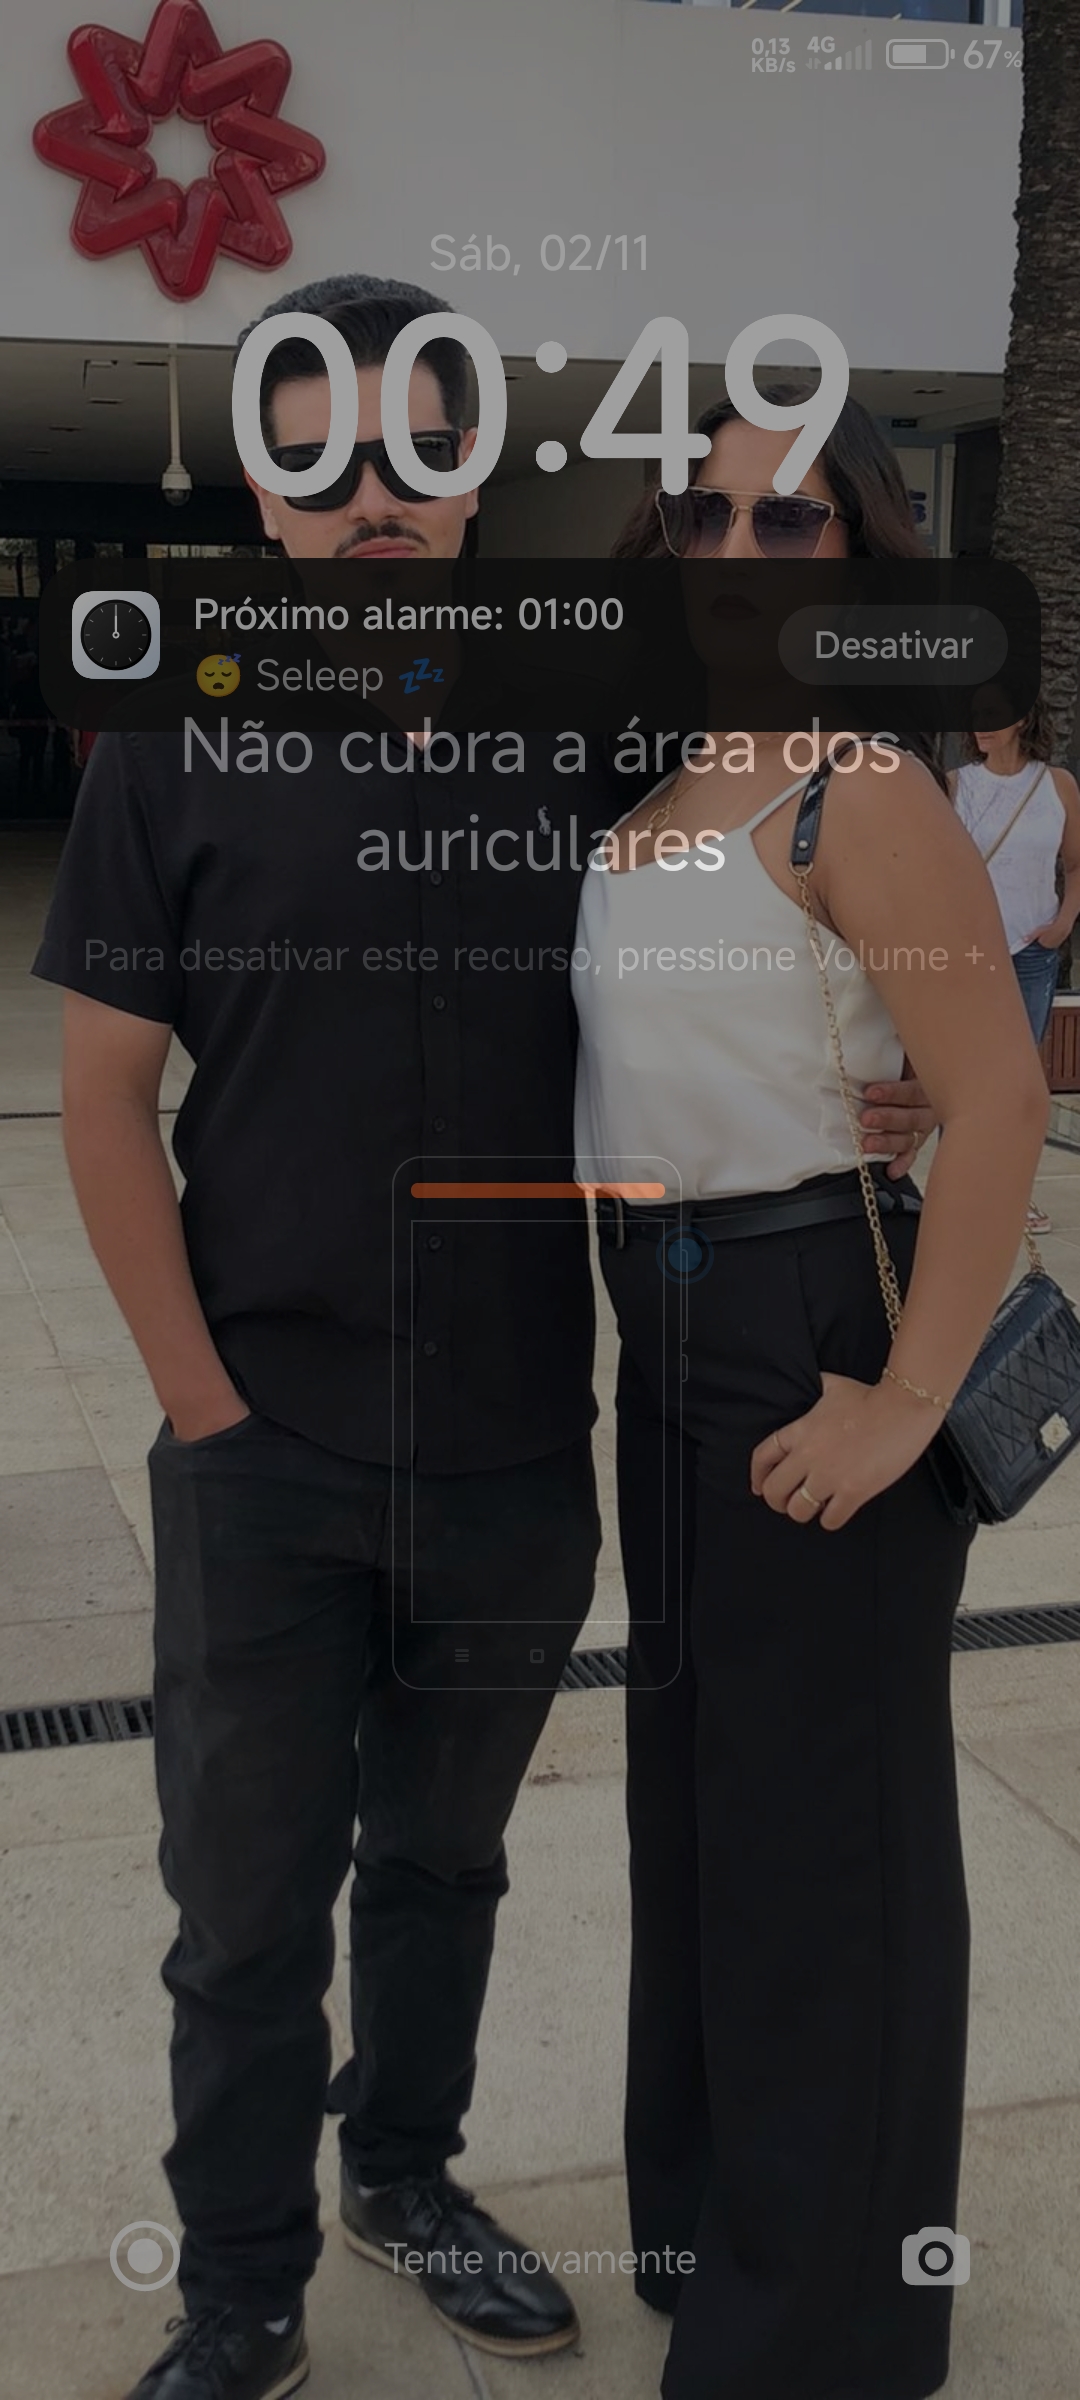 0,13
KB/s
4G
67%
Sáb, 02/11
00:49
Próximo alarme: 01:00
Desativar
😴 Seleep 💤
Não cubra a área dos
auriculares
Para desativar este recurso, pressione Volume +.
Tente novamente